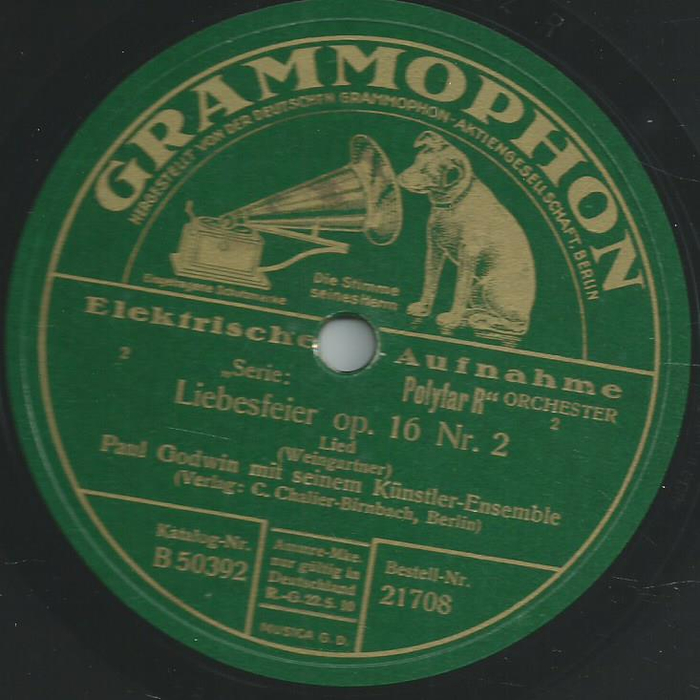 GRAMMOPHON
HERGESTELLT VON DER DEUTSCHEN GRAMMOPHON-AKTIENGESELLSCHAFT, BERLIN
Eingetragene Schutzmarke
Die Stimme
seines Herrn
Elektrische Aufnahme
2
„Serie: Polyfar R“ ORCHESTER
2
Liebesfeier op. 16 Nr. 2
Lied
(Weingartner)
Paul Godwin mit seinem Künstler-Ensemble
(Verlag: C. Challier-Birnbach, Berlin)
Katalog-Nr.
B 50392
Ammre-Mke.
nur gültig in
Deutschland
R.-G. 22. 5. 10
MUSICA G. D.
Bestell-Nr.
21708